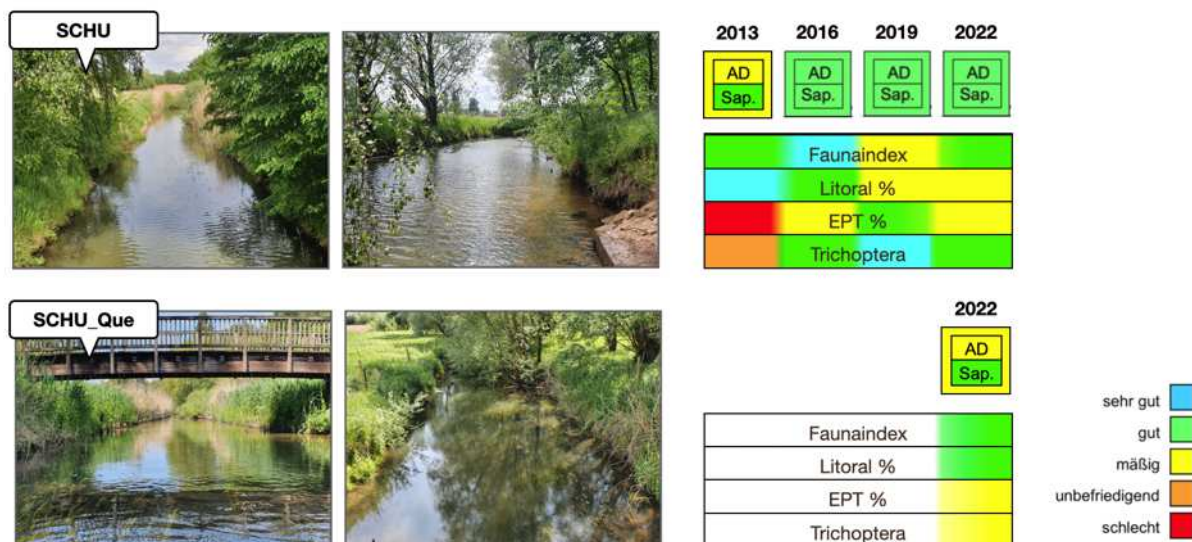 SCHU
2013 2016 2019 2022
AD AD AD AD
Sap. Sap. Sap. Sap.
Faunaindex
Litoral %
EPT %
Trichoptera
SCHU_Que
2022
AD
Sap.
Faunaindex
Litoral %
EPT %
Trichoptera
sehr gut
gut
mäßig
unbefriedigend
schlecht